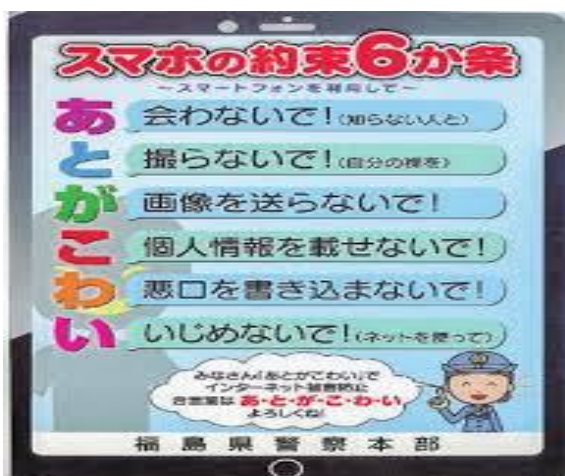 スマホの約束6か条
～スマートフォンを利用して～
あ 会わないで!(知らない人と)
と 撮らないで!(自分の裸を)
が 画像を送らないで!
こ 個人情報を載せないで!
わ 悪口を書き込まないで!
い いじめないで!(ネットを使って)
みなさん「あとがこわい」で
インターネット被害防止
合言葉は あ・と・が・こ・わ・い
よろしくね!
福島県警察本部